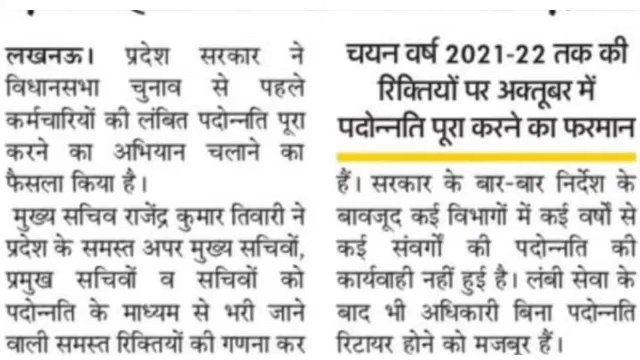 लखनऊ। प्रदेश सरकार ने
विधानसभा चुनाव से पहले
कर्मचारियों की लंबित पदोन्नति पूरा
करने का अभियान चलाने का
फैसला किया है।
मुख्य सचिव राजेंद्र कुमार तिवारी ने
प्रदेश के समस्त अपर मुख्य सचिवों,
प्रमुख सचिवों व सचिवों को
पदोन्नति के माध्यम से भरी जाने
वाली समस्त रिक्तियों की गणना कर
चयन वर्ष 2021-22 तक की
रिक्तियों पर अक्तूबर में
पदोन्नति पूरा करने का फरमान
हैं। सरकार के बार-बार निर्देश के
बावजूद कई विभागों में कई वर्षों से
कई संवर्गों की पदोन्नति की
कार्यवाही नहीं हुई है। लंबी सेवा के
बाद भी अधिकारी बिना पदोन्नति
रिटायर होने को मजबूर हैं।